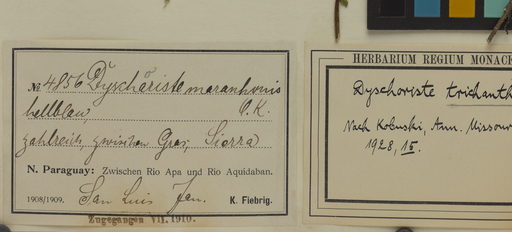 № 4856 Dyschoriste maranhonis
hellblau, O.K.
zahlreich, zwischen Gras, Sierra
N. Paraguay: Zwischen Rio Apa und Rio Aquidaban.
San Luis Jan.
1908/1909. K. Fiebrig.
Zugegangen VII. 1910.
HERBARIUM REGIUM MONACE
Dyschoriste trichanth
Nach Kobuski, Ann. Missouri
1928, 15.